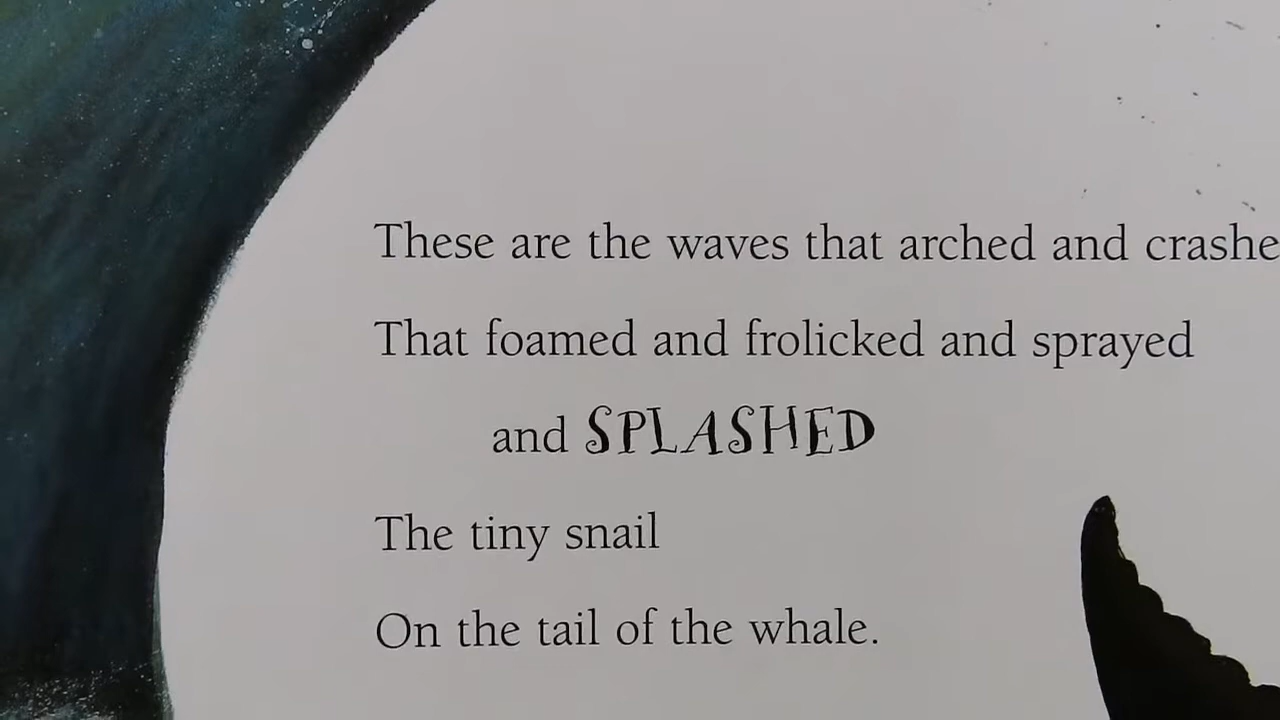 These are the waves that arched and crashe
That foamed and frolicked and sprayed
and SPLASHED
The tiny snail
On the tail of the whale.